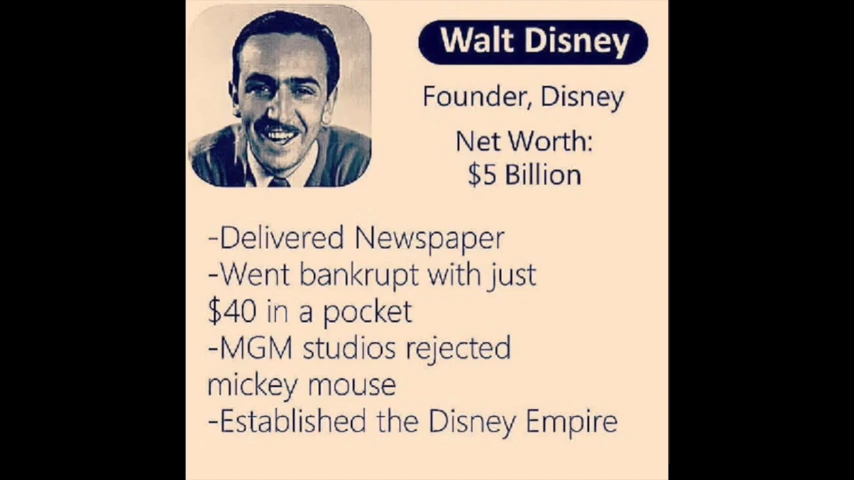 Walt Disney
Founder, Disney
Net Worth:
$5 Billion
-Delivered Newspaper
-Went bankrupt with just
$40 in a pocket
-MGM studios rejected
mickey mouse
-Established the Disney Empire